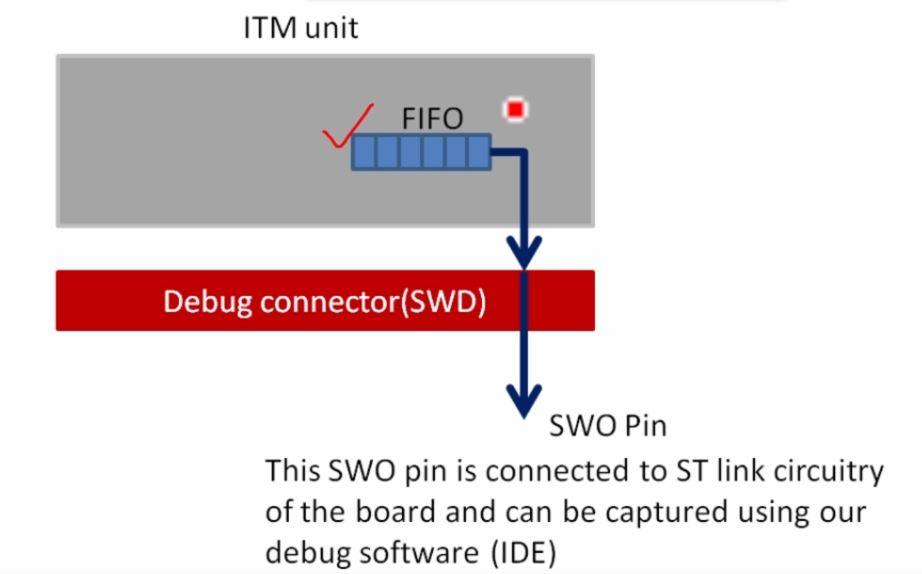 ITM unit
FIFO
Debug connector(SWD)
SWO Pin
This SWO pin is connected to ST link circuitry
of the board and can be captured using our
debug software (IDE)